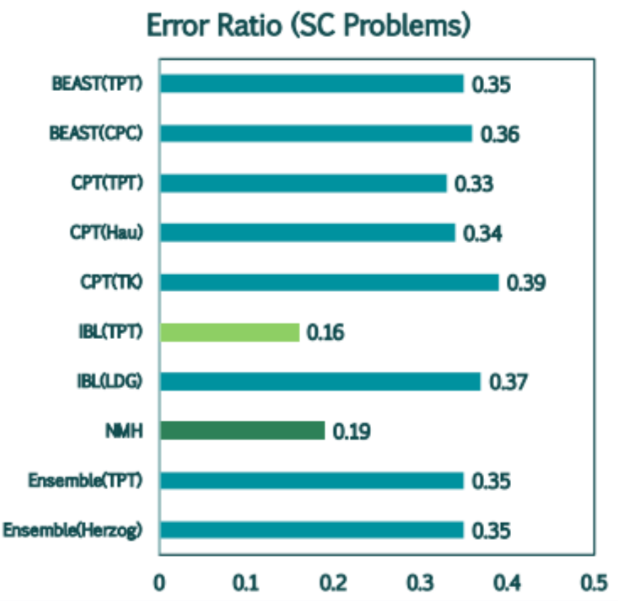 Error Ratio (SC Problems)
BEAST(TPT) 0.35
BEAST(CPC) 0.36
CPT(TPT) 0.33
CPT(Hau) 0.34
CPT(TK) 0.39
IBL(TPT) 0.16
IBL(LDG) 0.37
NMH 0.19
Ensemble(TPT) 0.35
Ensemble(Herzog) 0.35
0 0.1 0.2 0.3 0.4 0.5